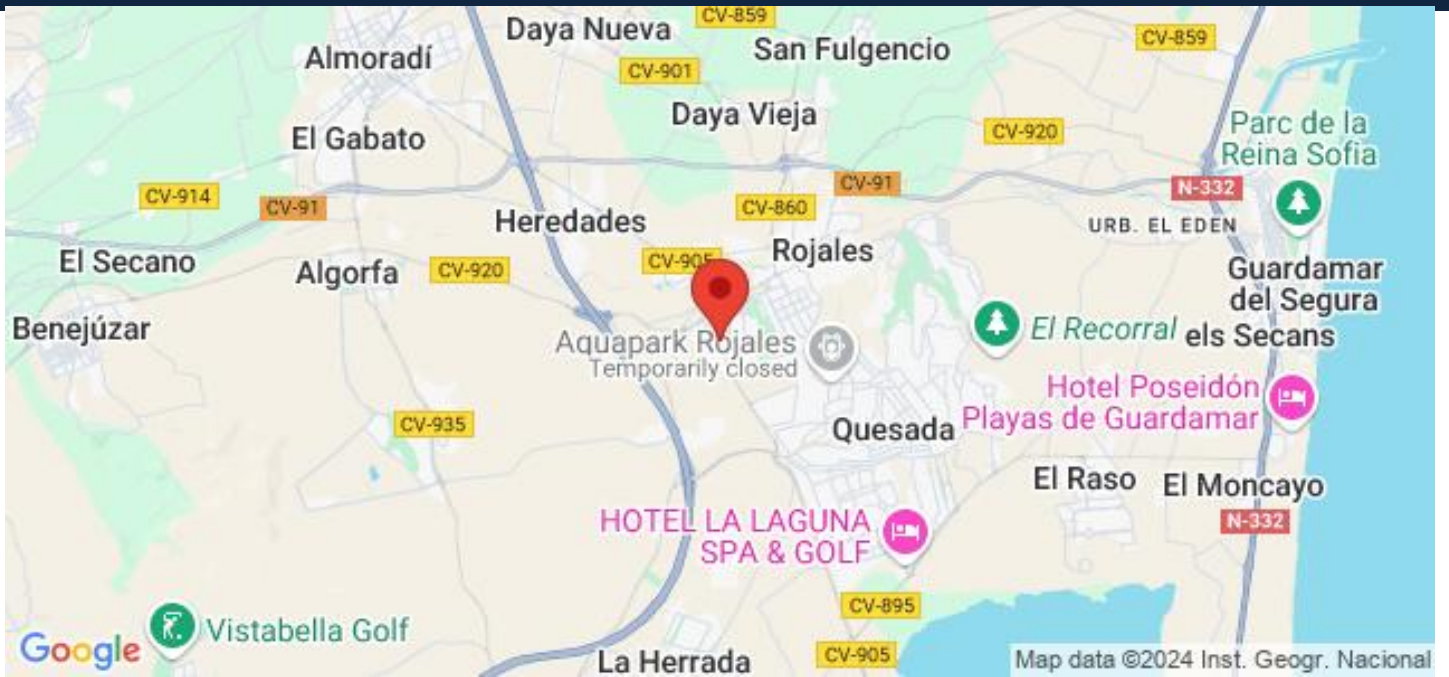 CV-859
Daya Nueva
San Fulgencio
CV-859
Almoradí
CV-901
Daya Vieja
Parc de la
Reina Sofia
CV-920
El Gabato
CV-914
CV-91
CV-91
N-332
CV-860
Heredades
URB. EL EDEN
Rojales
El Secano
Algorfa
CV-920
CV-905
Guardamar
del Segura
Benejúzar
Aquapark Rojales
Temporarily closed
El Recorral
els Secans
Hotel Poseidón
Playas de Guardamar
CV-935
Quesada
El Raso
El Moncayo
HOTEL LA LAGUNA
SPA & GOLF
N-332
CV-895
Vistabella Golf
Google
La Herrada
CV-905
Map data ©2024 Inst. Geogr. Nacional